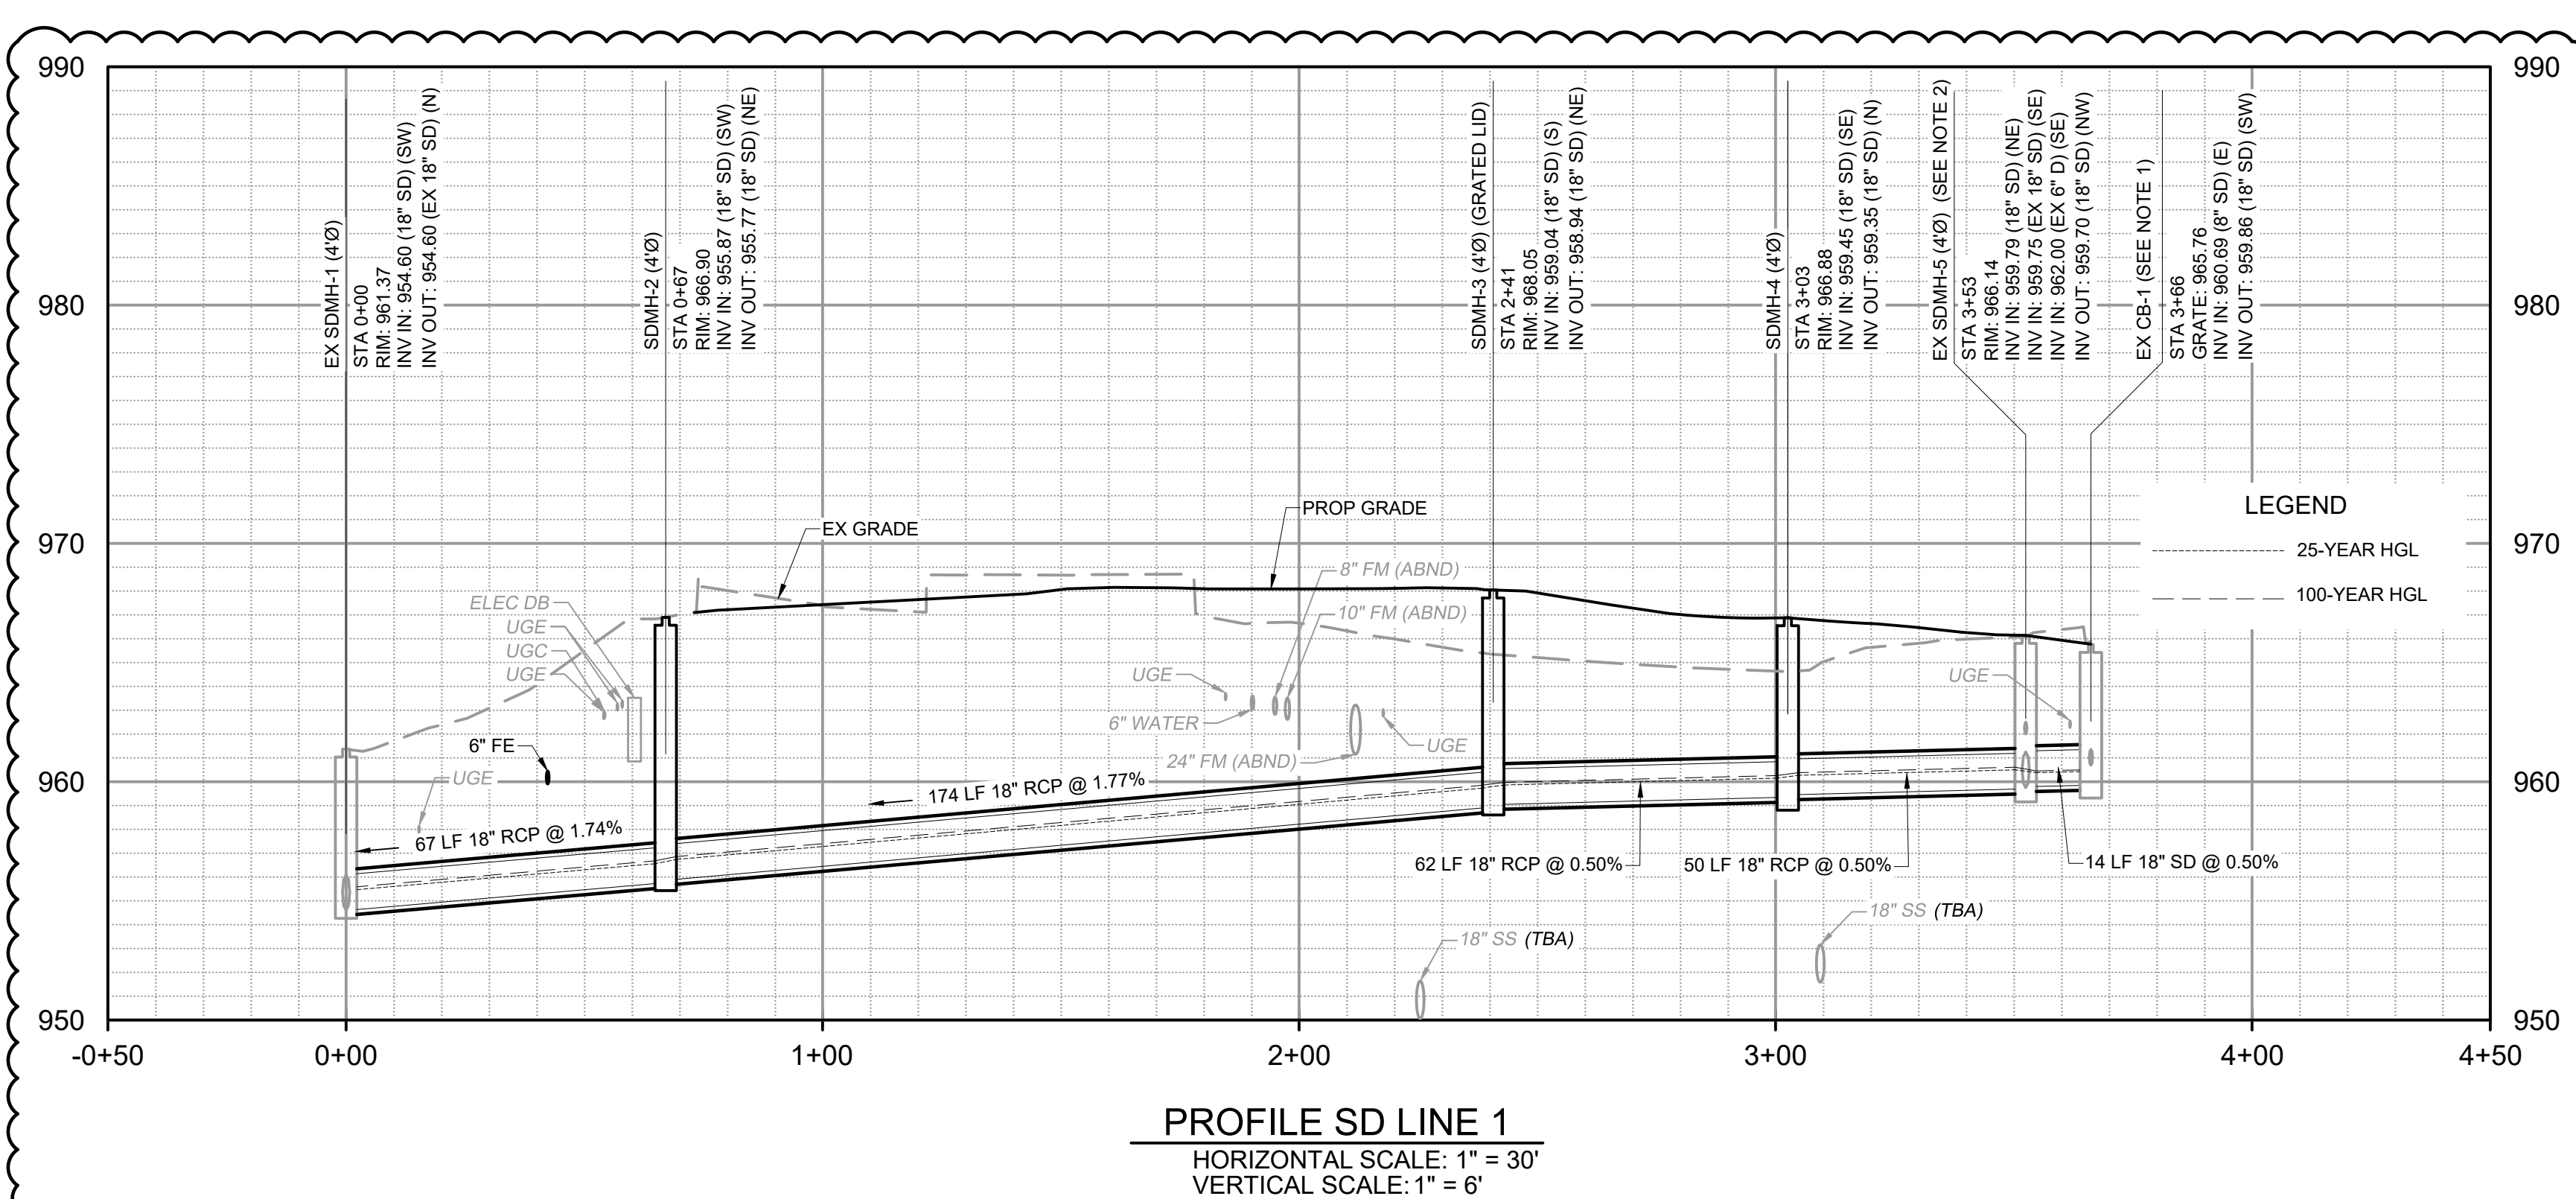 990
980
970
960
950
990
980
970
960
950
EX SDMH-1 (4'Ø)
STA 0+00
RIM: 961.37
INV IN: 954.60 (18" SD) (SW)
INV OUT: 954.60 (EX 18" SD) (N)
SDMH-2 (4'Ø)
STA 0+67
RIM: 966.90
INV IN: 955.87 (18" SD) (SW)
INV OUT: 955.77 (18" SD) (NE)
SDMH-3 (4'Ø) (GRATED LID)
STA 2+41
RIM: 968.05
INV IN: 959.04 (18" SD) (S)
INV OUT: 958.94 (18" SD) (NE)
SDMH-4 (4'Ø)
STA 3+03
RIM: 966.88
INV IN: 959.45 (18" SD) (SE)
INV OUT: 959.35 (18" SD) (N)
EX SDMH-5 (4'Ø) (SEE NOTE 2)
STA 3+53
RIM: 966.14
INV IN: 959.79 (18" SD) (NE)
INV IN: 959.75 (EX 18" SD) (SE)
INV IN: 962.00 (EX 6" D) (SE)
INV OUT: 959.70 (18" SD) (NW)
EX CB-1 (SEE NOTE 1)
STA 3+66
GRATE: 965.76
INV IN: 960.69 (8" SD) (E)
INV OUT: 959.86 (18" SD) (SW)
LEGEND
25-YEAR HGL
100-YEAR HGL
EX GRADE
PROP GRADE
8" FM (ABND)
10" FM (ABND)
ELEC DB
UGE
UGC
UGE
UGE
6" WATER
24" FM (ABND)
UGE
UGE
6" FE
UGE
67 LF 18" RCP @ 1.74%
174 LF 18" RCP @ 1.77%
62 LF 18" RCP @ 0.50%
50 LF 18" RCP @ 0.50%
14 LF 18" SD @ 0.50%
18" SS (TBA)
18" SS (TBA)
-0+50
0+00
1+00
2+00
3+00
4+00
4+50
PROFILE SD LINE 1
HORIZONTAL SCALE: 1" = 30'
VERTICAL SCALE: 1" = 6'